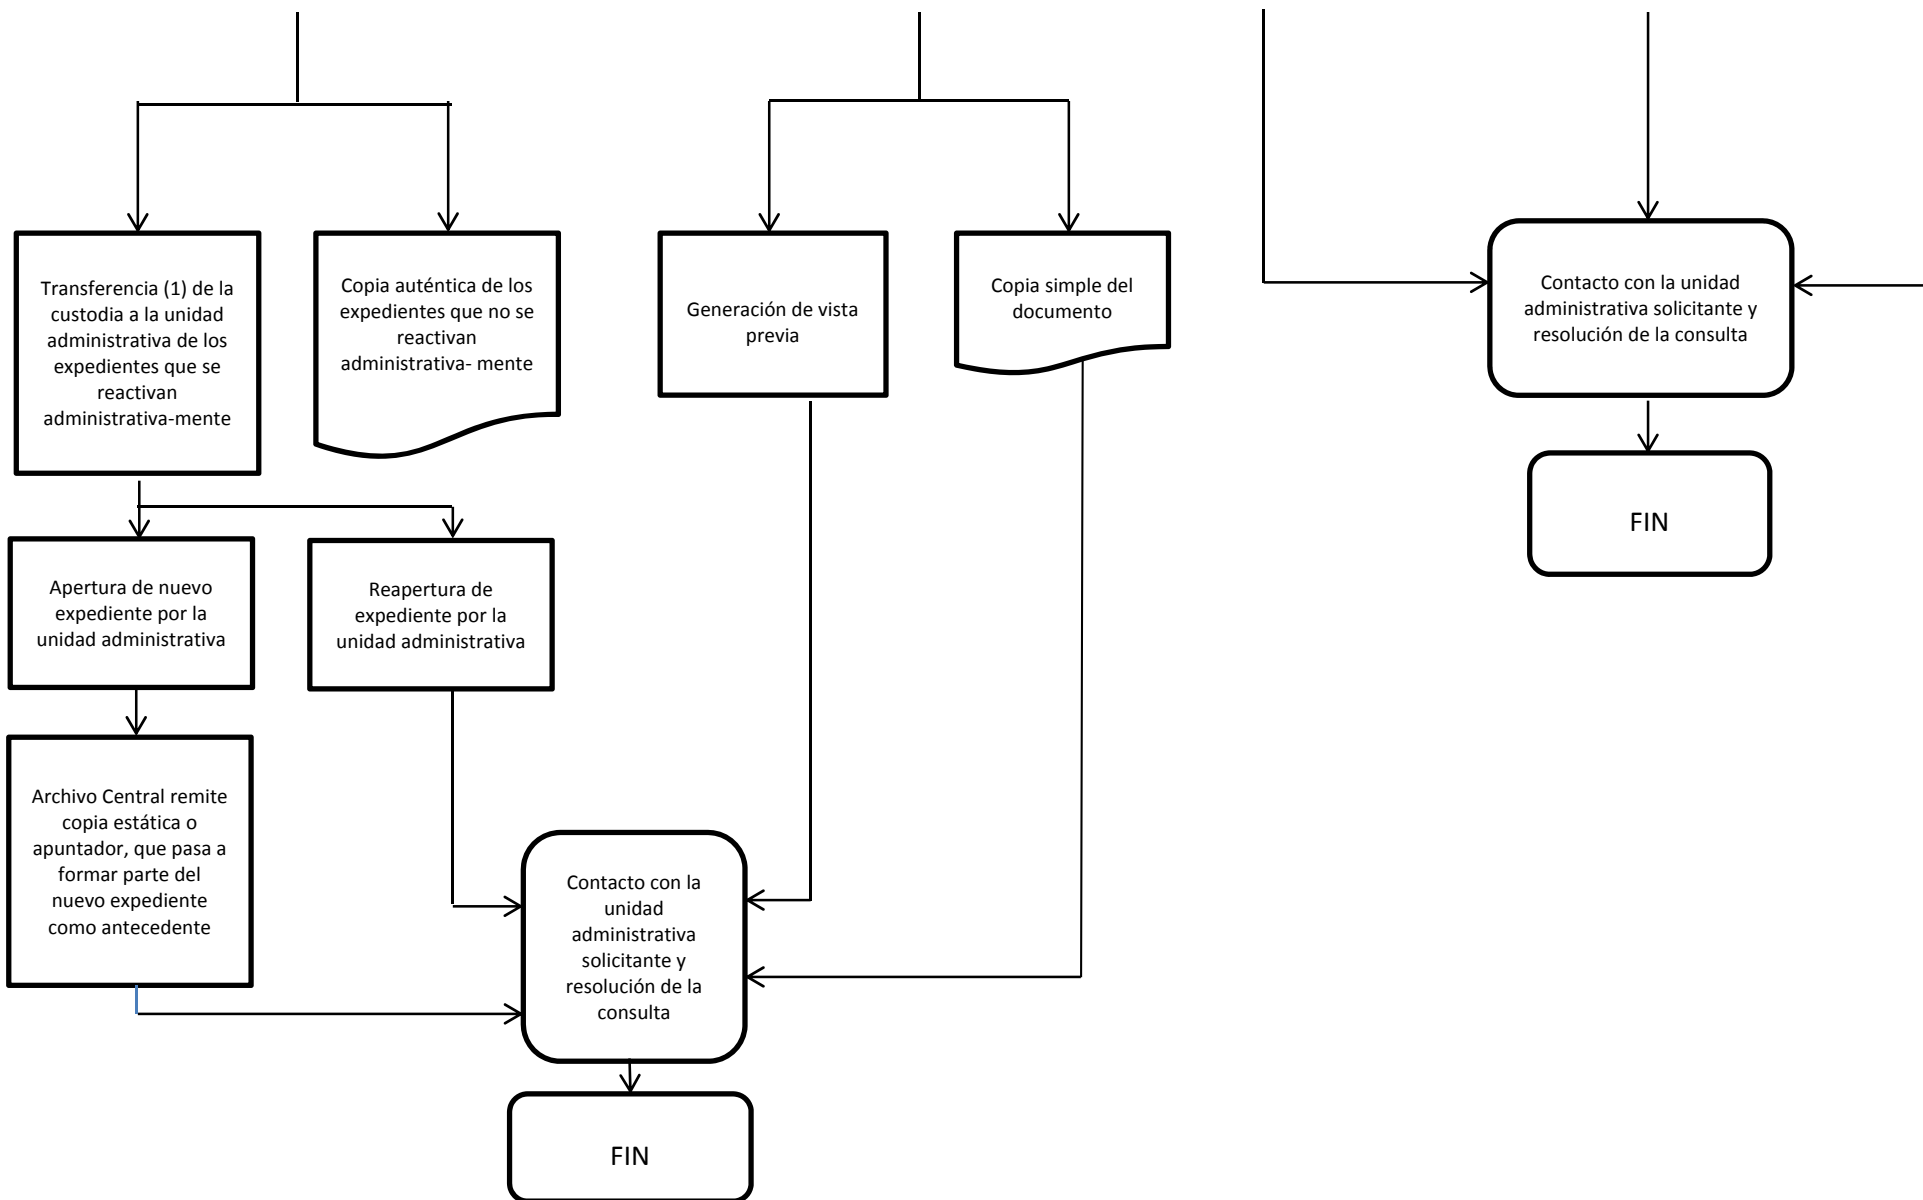 Transferencia (1) de la
custodia a la unidad
administrativa de los
expedientes que se
reactivan
administrativa-mente
Copia auténtica de los
expedientes que no se
reactivan
administrativa- mente
Generación de vista
previa
Copia simple del
documento
Contacto con la unidad
administrativa solicitante y
resolución de la consulta
FIN
Apertura de nuevo
expediente por la
unidad administrativa
Reapertura de
expediente por la
unidad administrativa
Archivo Central remite
copia estática o
apuntador, que pasa a
formar parte del
nuevo expediente
como antecedente
Contacto con la
unidad
administrativa
solicitante y
resolución de la
consulta
FIN